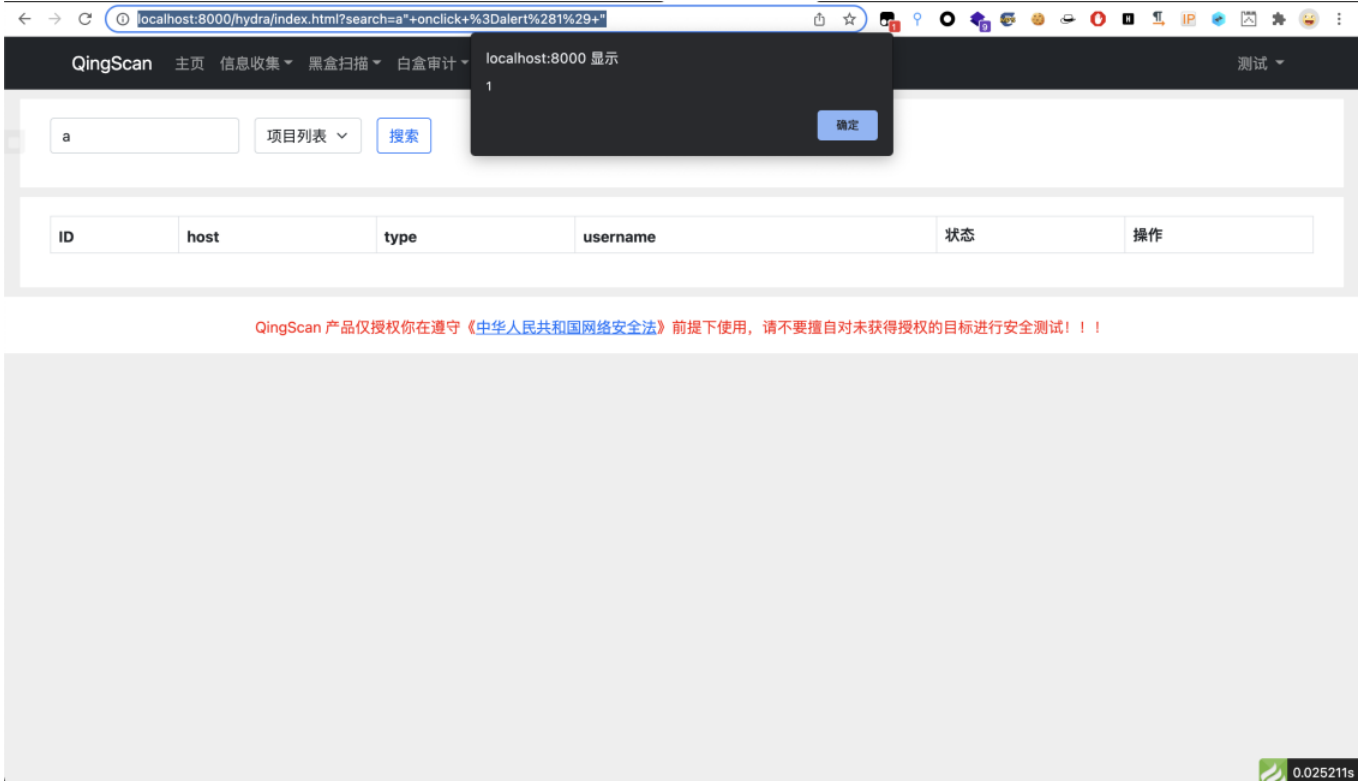 localhost:8000/hydra/index.html?search=a"+onclick+%3Dalert%281%29+"
localhost:8000 显示
1
确定
QingScan 主页 信息收集 黑盒扫描 白盒审计 测试
a 项目列表 搜索
ID host type username 状态 操作
QingScan 产品仅授权你在遵守《中华人民共和国网络安全法》前提下使用，请不要擅自对未获得授权的目标进行安全测试！！！
0.025211s